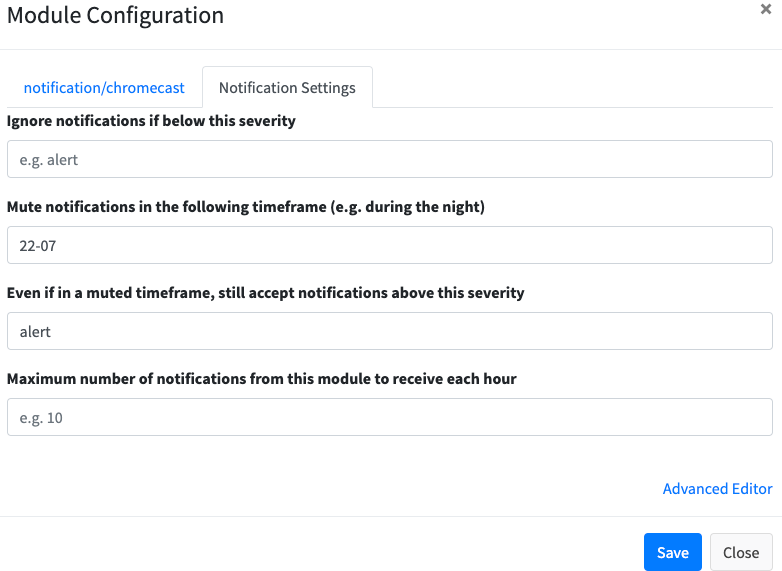 Module Configuration
×
notification/chromecast
Notification Settings
Ignore notifications if below this severity
e.g. alert
Mute notifications in the following timeframe (e.g. during the night)
22-07
Even if in a muted timeframe, still accept notifications above this severity
alert
Maximum number of notifications from this module to receive each hour
e.g. 10
Advanced Editor
Save
Close